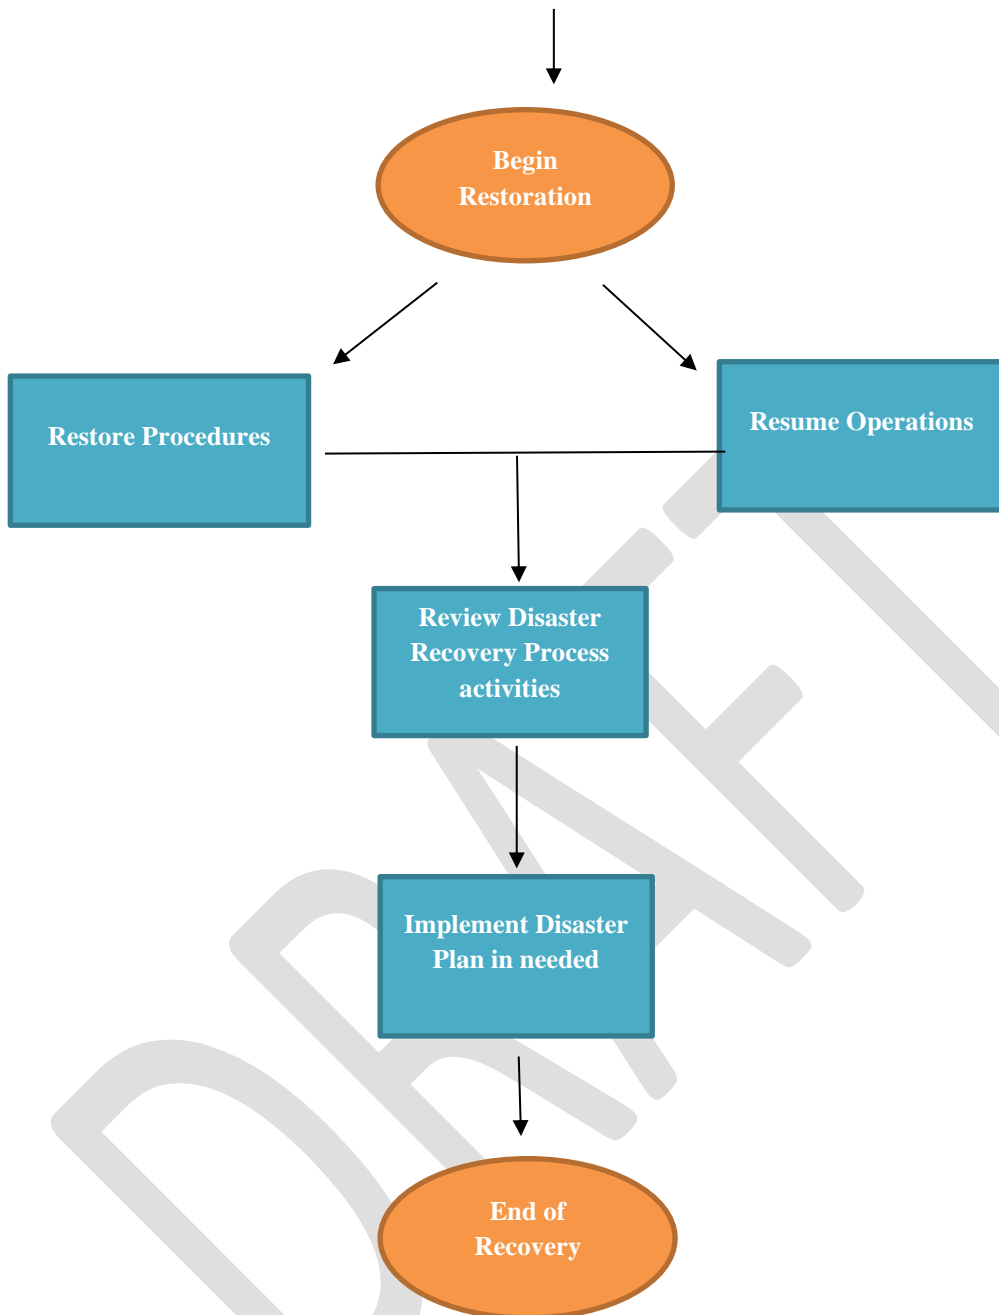 Begin
Restoration
Restore Procedures
Resume Operations
Review Disaster
Recovery Process
activities
Implement Disaster
Plan in needed
End of
Recovery
DRAFT